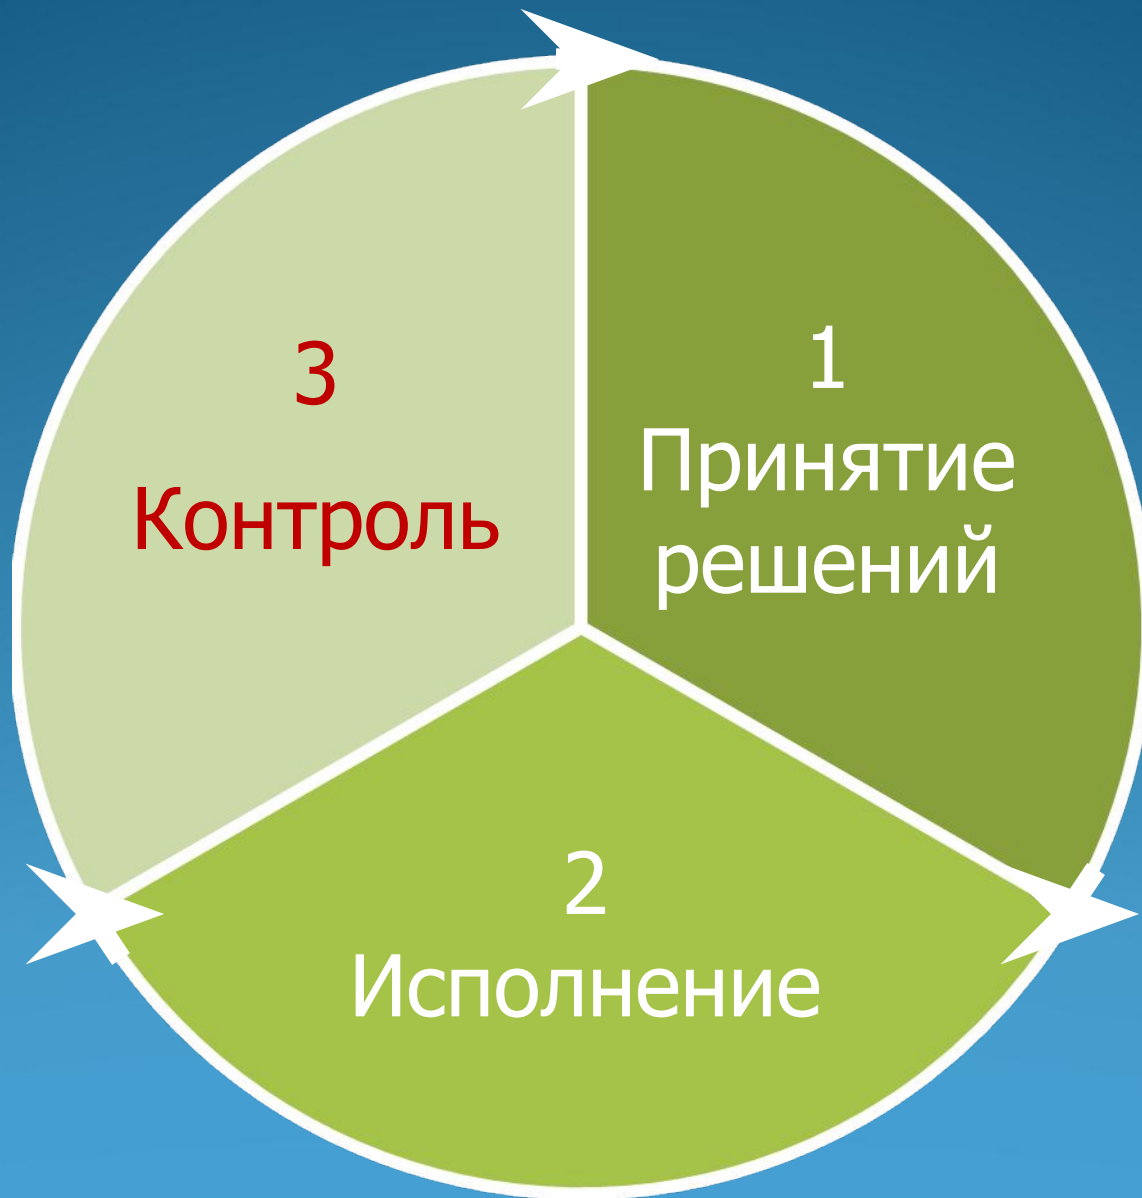 1
Принятие
решений
2
Исполнение
3
Контроль